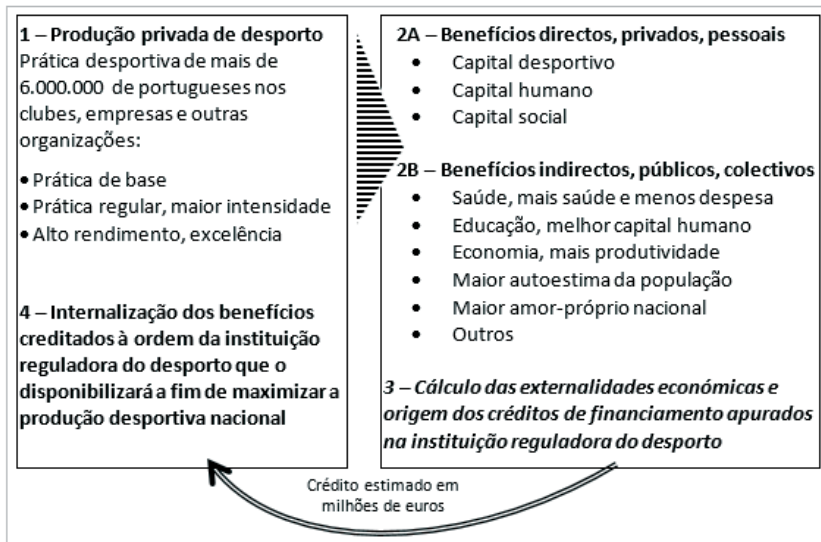 1 – Produção privada de desporto
Prática desportiva de mais de
6.000.000 de portugueses nos
clubes, empresas e outras
organizações:
• Prática de base
• Prática regular, maior intensidade
• Alto rendimento, excelência
4 – Internalização dos benefícios
creditados à ordem da instituição
reguladora do desporto que o
disponibilizará a fim de maximizar a
produção desportiva nacional
2A – Benefícios directos, privados, pessoais
• Capital desportivo
• Capital humano
• Capital social
2B – Benefícios indirectos, públicos, colectivos
• Saúde, mais saúde e menos despesa
• Educação, melhor capital humano
• Economia, mais produtividade
• Maior autoestima da população
• Maior amor-próprio nacional
• Outros
3 – Cálculo das externalidades económicas e
origem dos créditos de financiamento apurados
na instituição reguladora do desporto
Crédito estimado em
milhões de euros